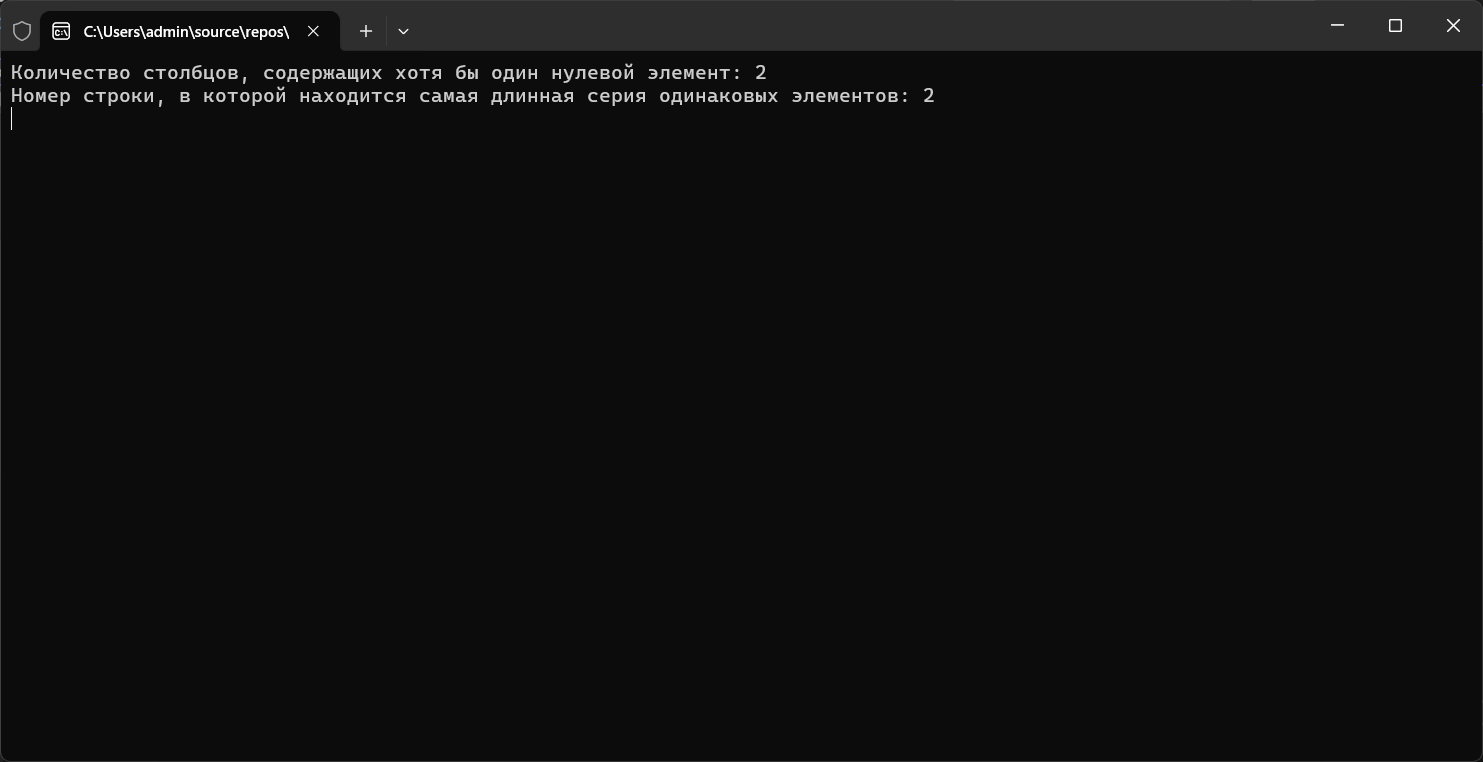 C:\Users\admin\source\repos\
Количество столбцов, содержащих хотя бы один нулевой элемент: 2
Номер строки, в которой находится самая длинная серия одинаковых элементов: 2